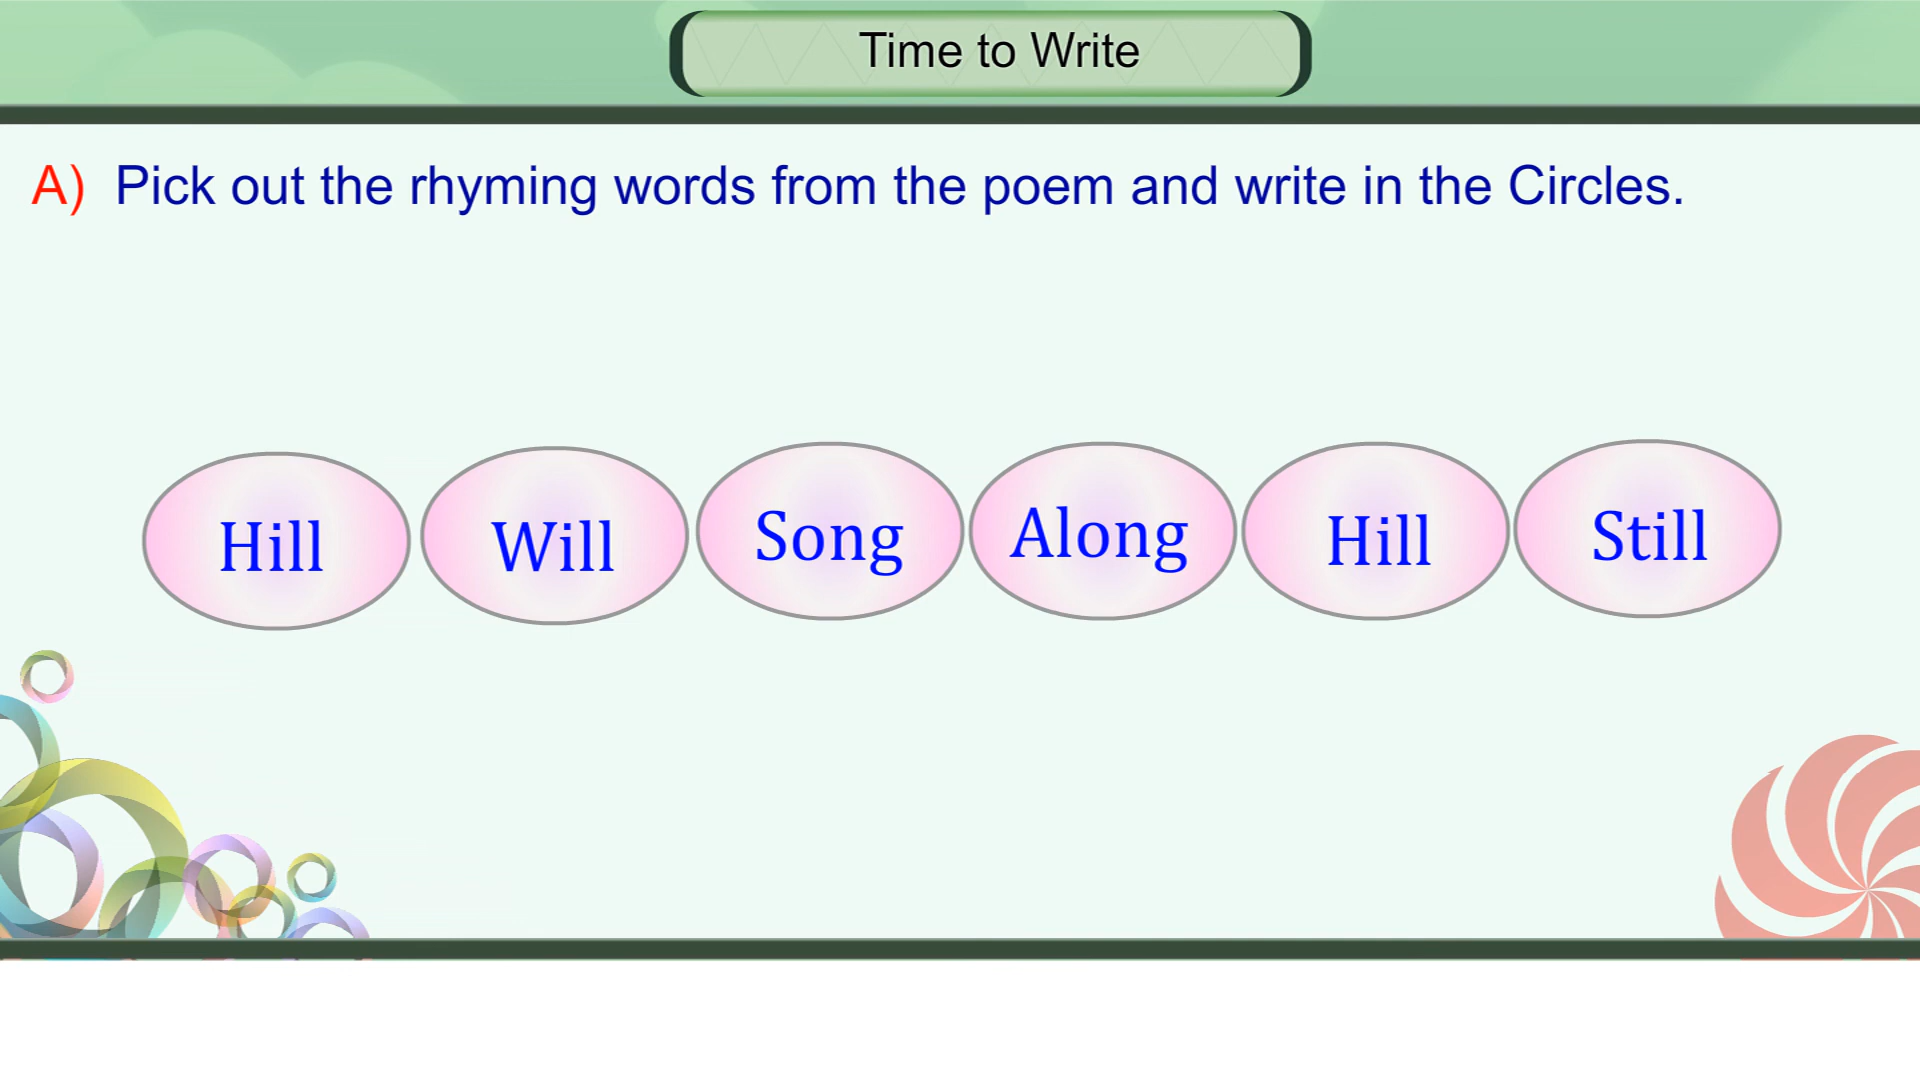 Time to Write
A) Pick out the rhyming words from the poem and write in the Circles.
Hill Will Song Along Hill Still